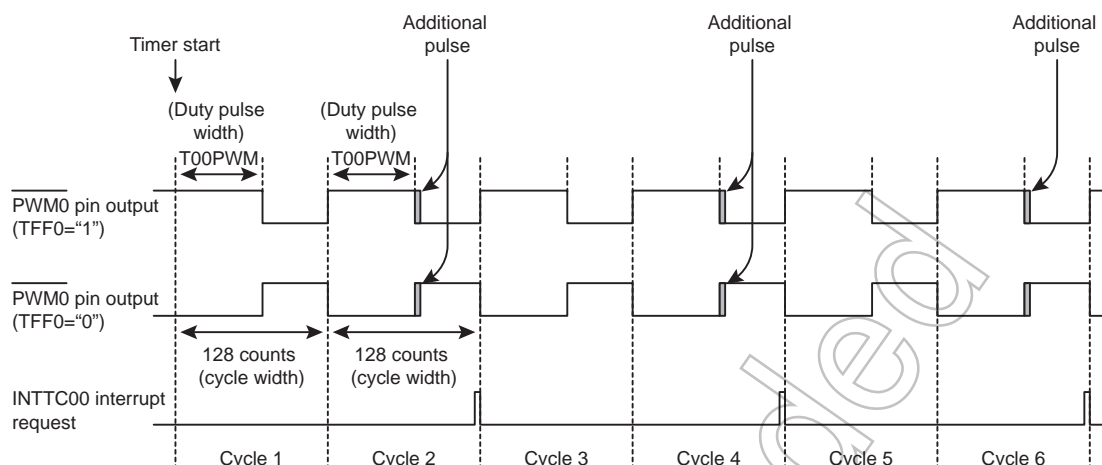 Additional
pulse
Additional
pulse
Additional
pulse
Timer start
(Duty pulse
width)
T00PWM
(Duty pulse
width)
T00PWM
PWM0 pin output
(TFF0=“1”)
PWM0 pin output
(TFF0=“0”)
128 counts
(cycle width)
128 counts
(cycle width)
INTTC00 interrupt
request
Cycle 1
Cycle 2
Cycle 3
Cycle 4
Cycle 5
Cycle 6
ded